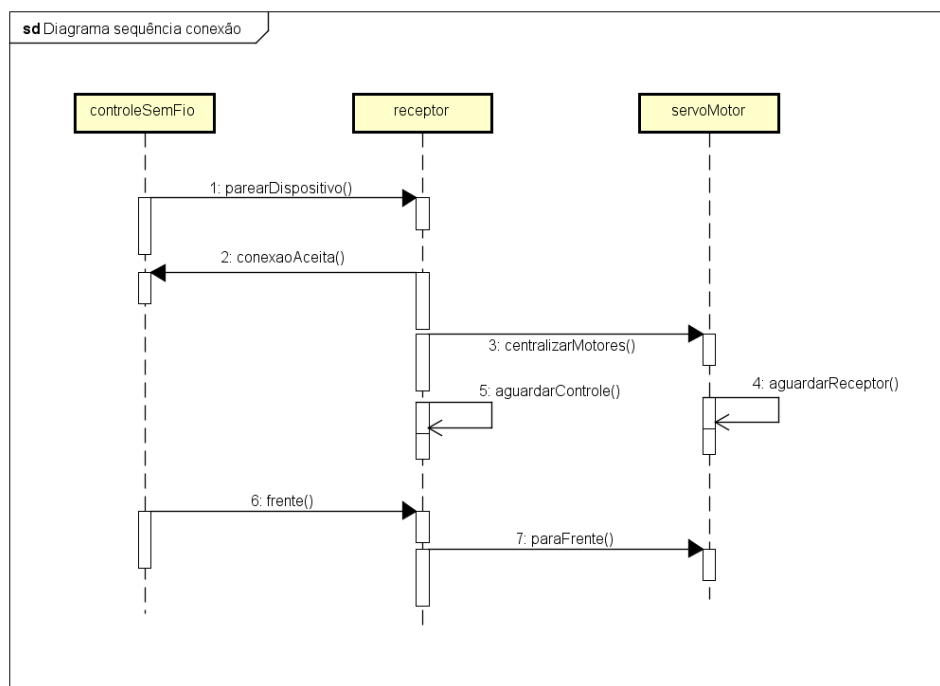 sd Diagrama sequência conexão
controleSemFio
receptor
servoMotor
1: parearDispositivo()
2: conexaoAceita()
3: centralizarMotores()
4: aguardarReceptor()
5: aguardarControle()
6: frente()
7: paraFrente()